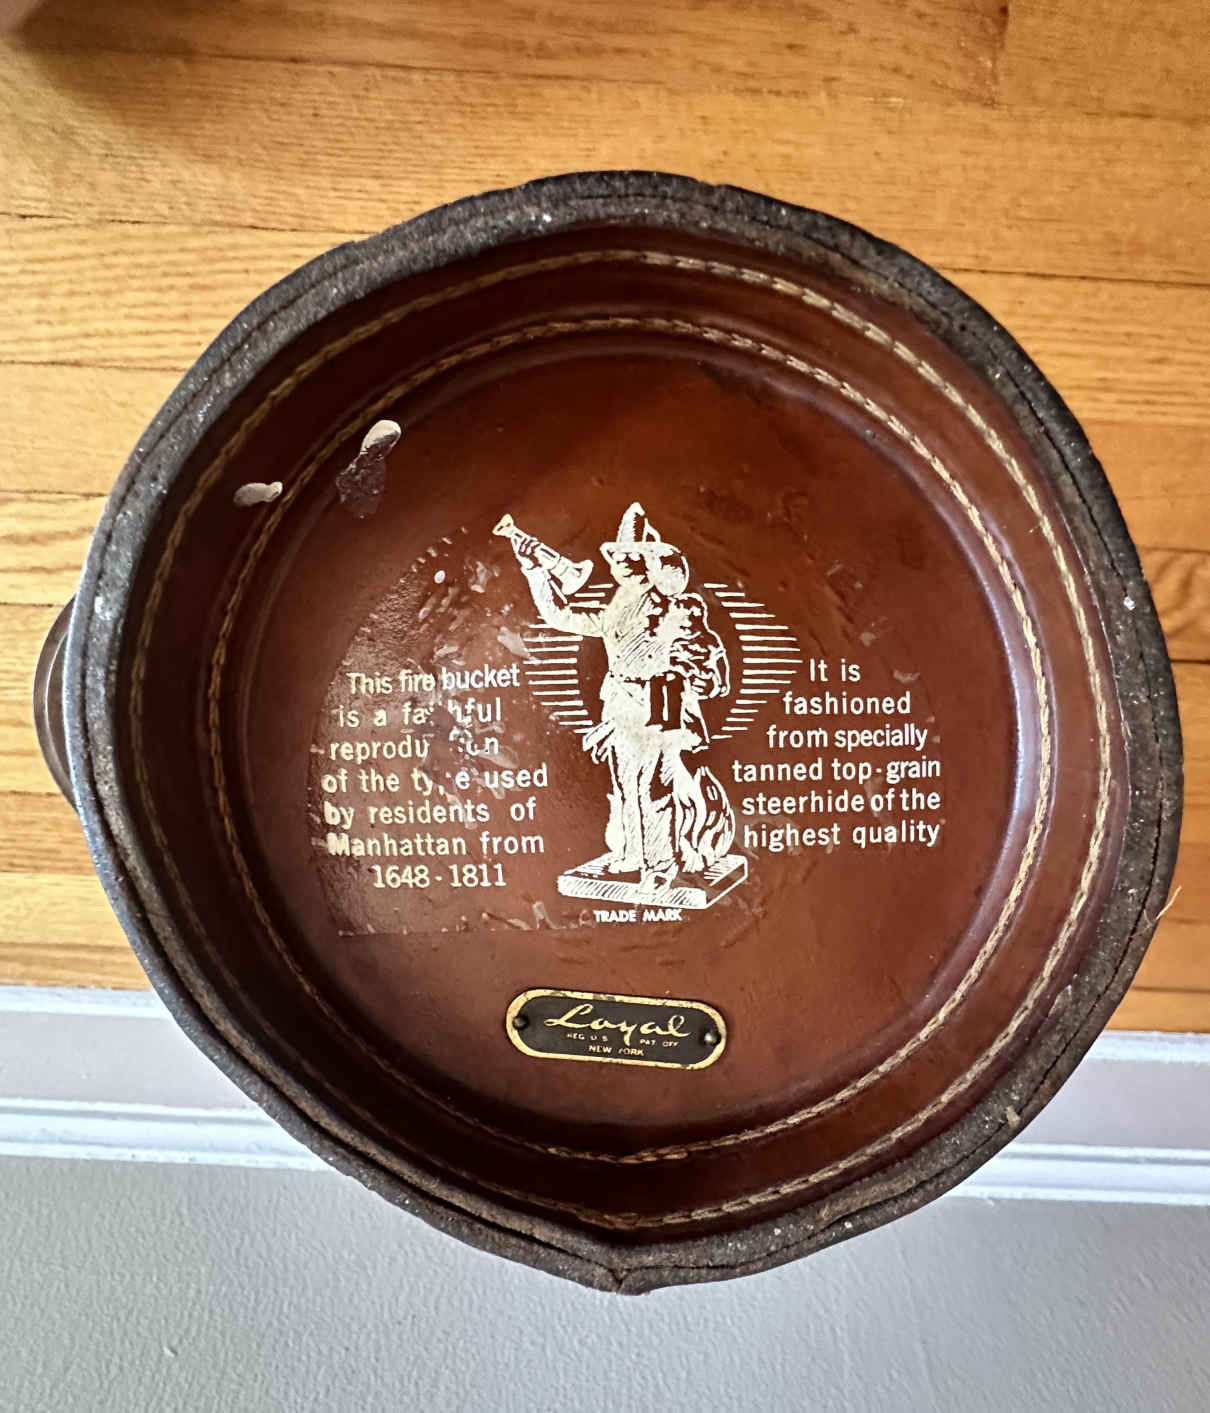 This fire bucket
is a faithful
reproduction
of the type used
by residents of
Manhattan from
1648 - 1811
It is
fashioned
from specially
tanned top-grain
steerhide of the
highest quality
TRADE MARK
Loyal
REG. U.S. PAT. OFF.
NEW YORK